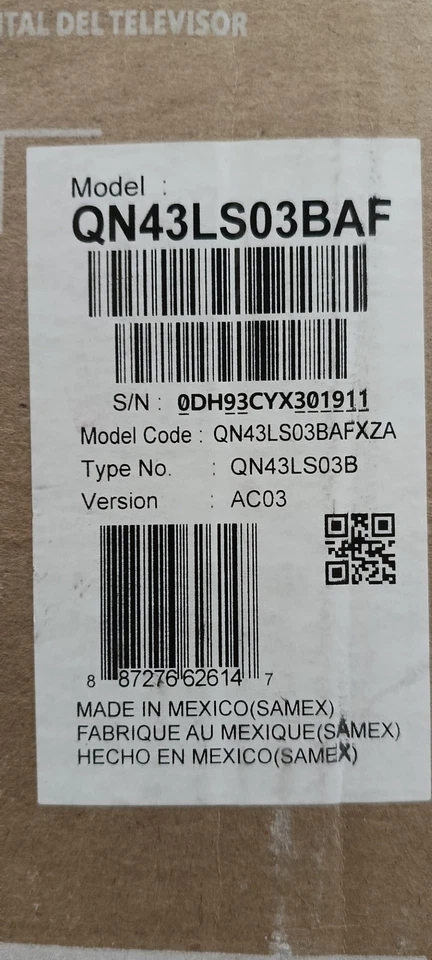 DEL TELEVISOR
Model :
QN43LS03BAF
S/N : 0DH93CYX301911
Model Code : QN43LS03BAFXZA
Type No. : QN43LS03B
Version : AC03
8 87276 62614 7
MADE IN MEXICO(SAMEX)
FABRIQUE AU MEXIQUE(SAMEX)
HECHO EN MEXICO(SAMEX)